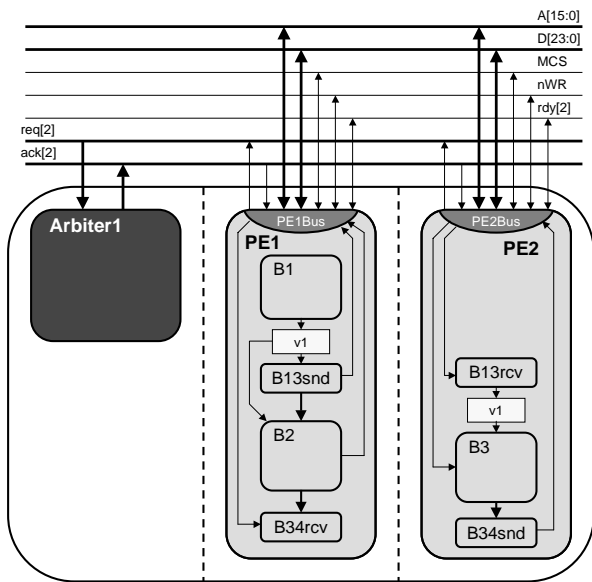 A[15:0]
D[23:0]
MCS
nWR
rdy[2]
req[2]
ack[2]
Arbiter1
PE1Bus
PE1
B1
v1
B13snd
B2
B34rcv
PE2Bus
PE2
B13rcv
v1
B3
B34snd